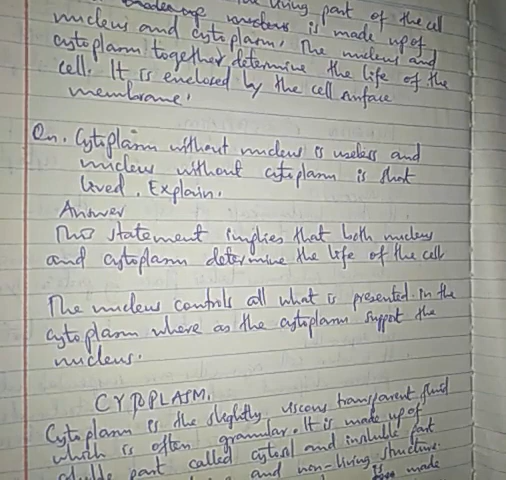 living part of the cell
nucleus is made up of
nucleus and cytoplasm. The nucleus and
cytoplasm together determine the life of the
cell. It is enclosed by the cell surface
membrane.
Qn. Cytoplasm without nucleus is useless and
nucleus without cytoplasm is short
lived. Explain.
Answer
This statement implies that both nucleus
and cytoplasm determine the life of the cell
The nucleus controls all what is presented in the
cytoplasm where as the cytoplasm support the
nucleus.
CYTOPLASM.
Cytoplasm is the slightly viscous transparent fluid
which is often granular. It is made up of
soluble part called cytosol and insoluble part
and non-living structure.
is made